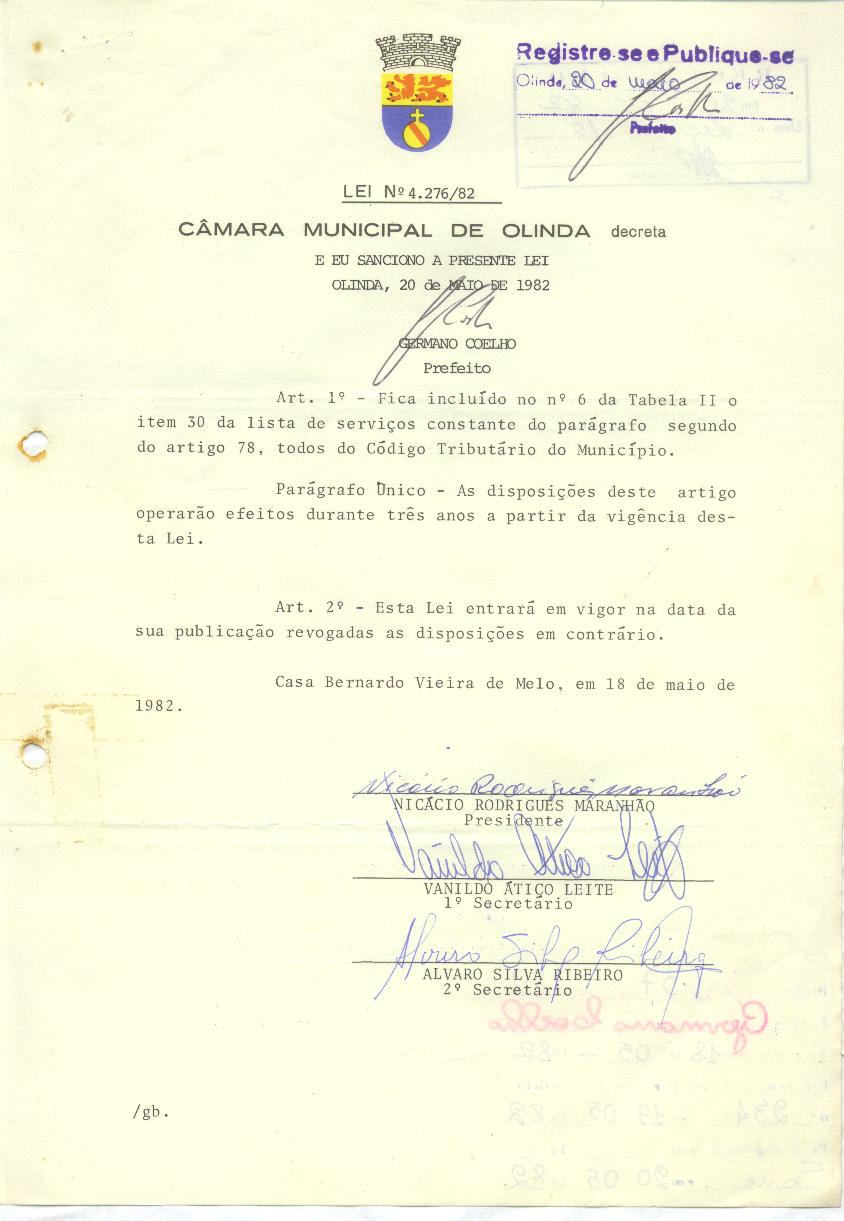 Registre-se e Publique-se
Olinda, 20 de maio de 1982
Prefeito
LEI Nº 4.276/82
CÂMARA MUNICIPAL DE OLINDA decreta
E EU SANCIONO A PRESENTE LEI
OLINDA, 20 de MAIO DE 1982
GERMANO COELHO
Prefeito
Art. 1º - Fica incluído no nº 6 da Tabela II o
item 30 da lista de serviços constante do parágrafo segundo
do artigo 78, todos do Código Tributário do Município.
Parágrafo Único - As disposições deste artigo
operarão efeitos durante três anos a partir da vigência des-
ta Lei.
Art. 2º - Esta Lei entrará em vigor na data da
sua publicação revogadas as disposições em contrário.
Casa Bernardo Vieira de Melo, em 18 de maio de
1982.
Nicácio Rodrigues Maranhão
NICÁCIO RODRIGUES MARANHÃO
Presidente
Vanildo Atiço Leite
VANILDO ÁTIÇO LEITE
1º Secretário
Alvaro Silva Ribeiro
ALVARO SILVA RIBEIRO
2º Secretário
Germano Coelho
18 05 82
234 19 05 82
20 05 82
/gb.